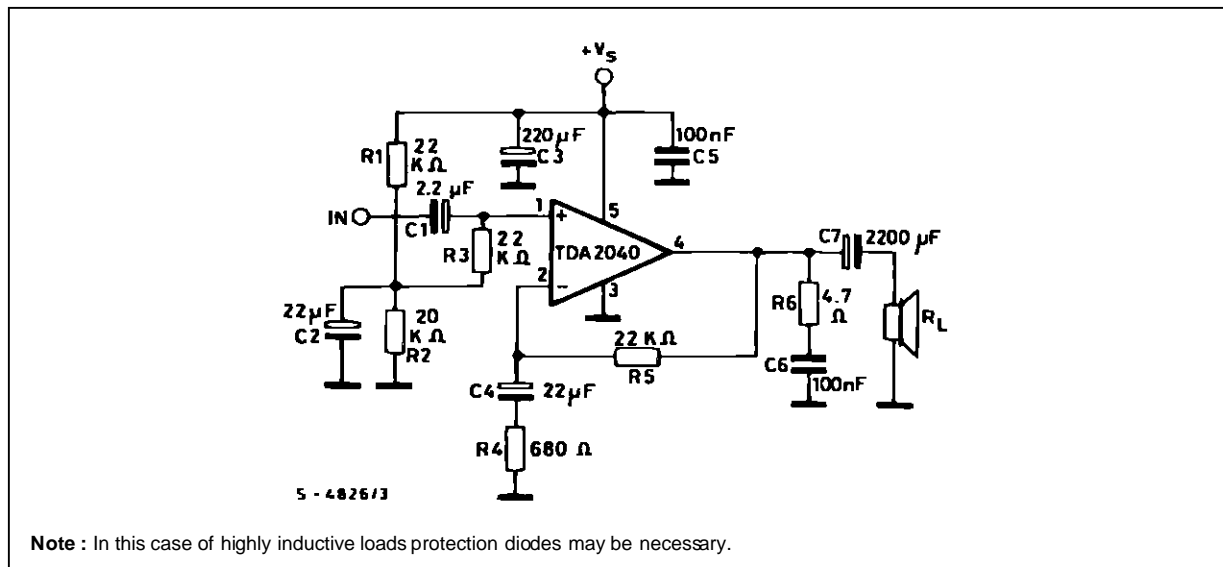 +VS
R1 22 KΩ
220µF C3
100nF C5
IN
2.2 µF C1
R3 22 KΩ
1 +
2 −
TDA2040
5
3
4
C7 2200 µF
22µF C2
20 KΩ R2
22 KΩ R5
R6 4.7 Ω
RL
C4 22µF
C6 100nF
R4 680 Ω
S - 4826/3
Note : In this case of highly inductive loads protection diodes may be necessary.